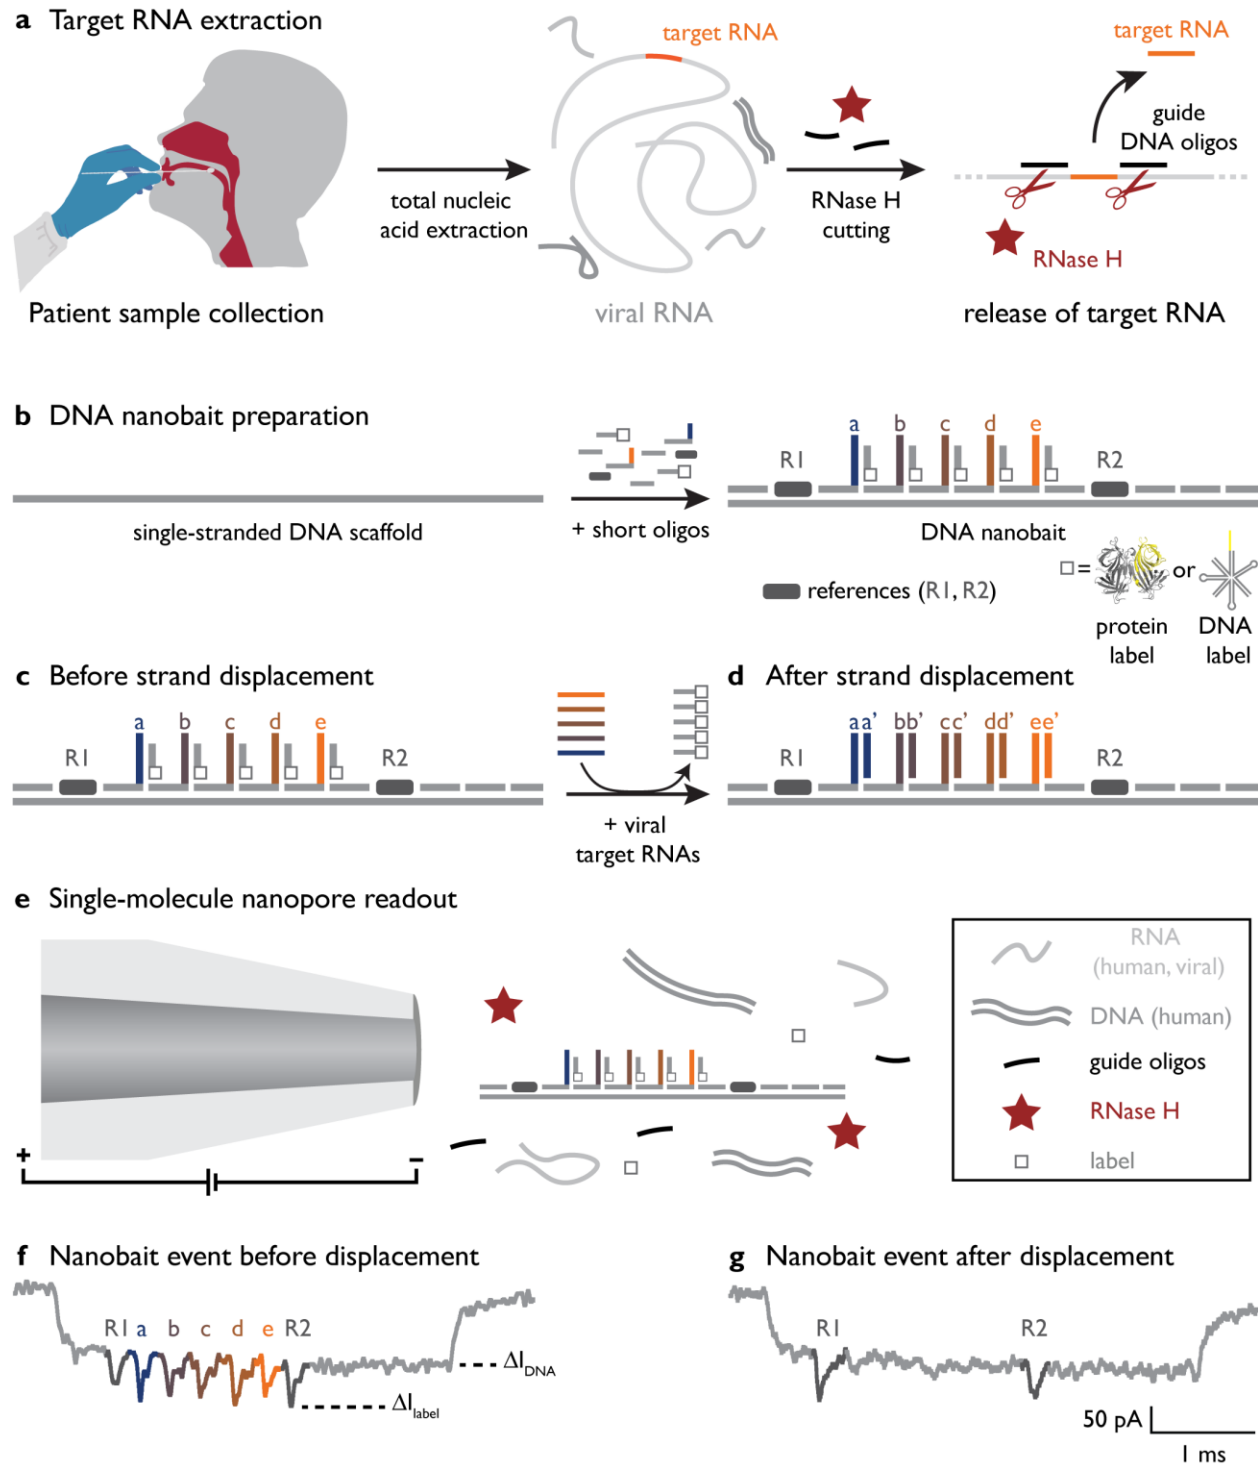 a Target RNA extraction
target RNA
target RNA
guide
DNA oligos
total nucleic
acid extraction
RNase H
cutting
RNase H
Patient sample collection
viral RNA
release of target RNA
b DNA nanobait preparation
a b c d e
R1
R2
single-stranded DNA scaffold
+ short oligos
DNA nanobait
references (R1, R2)
= or
protein
label
DNA
label
c Before strand displacement
a b c d e
R1
R2
+ viral
target RNAs
d After strand displacement
aa' bb' cc' dd' ee'
R1
R2
e Single-molecule nanopore readout
+
−
RNA
(human, viral)
DNA (human)
guide oligos
RNase H
label
f Nanobait event before displacement
R1 a b c d e R2
ΔI DNA
ΔI label
g Nanobait event after displacement
R1
R2
50 pA
1 ms